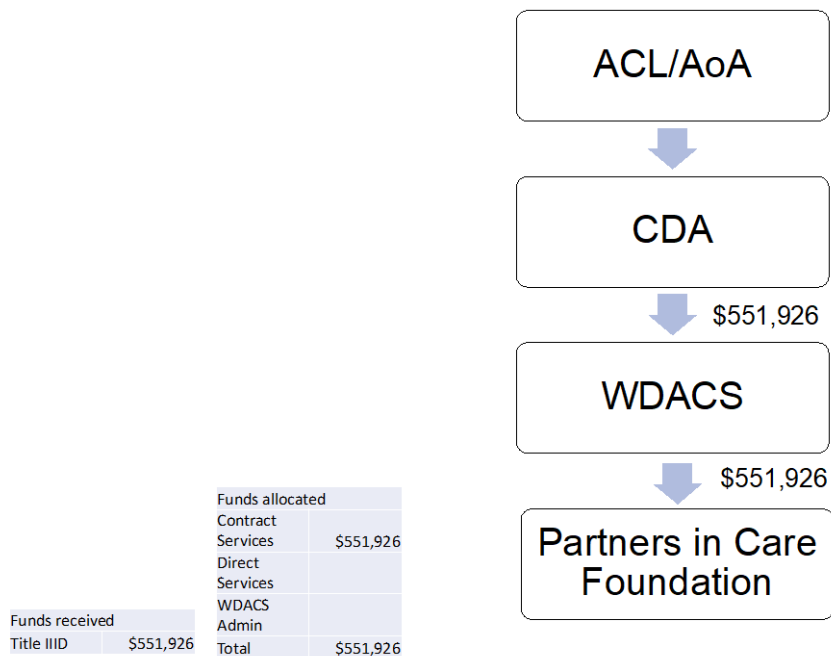 ACL/AoA
CDA
$551,926
WDACS
$551,926
Partners in Care
Foundation
Funds allocated
Contract
Services $551,926
Direct
Services
WDACS
Admin
Total $551,926
Funds received
Title IIID $551,926